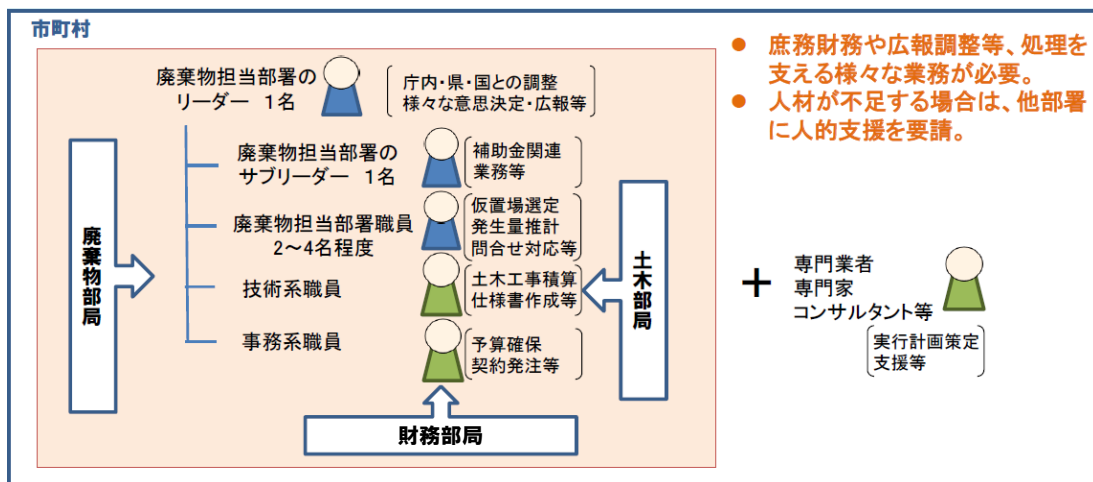 市町村
廃棄物担当部署の
リーダー 1名
庁内・県・国との調整
様々な意思決定・広報等
廃棄物担当部署の
サブリーダー 1名
補助金関連
業務等
廃棄物担当部署職員
2～4名程度
仮置場選定
発生量推計
問合せ対応等
技術系職員
土木工事積算
仕様書作成等
事務系職員
予算確保
契約発注等
廃棄物部局
土木部局
財務部局
● 庶務財務や広報調整等、処理を
支える様々な業務が必要。
● 人材が不足する場合は、他部署
に人的支援を要請。
＋
専門業者
専門家
コンサルタント等
実行計画策定
支援等